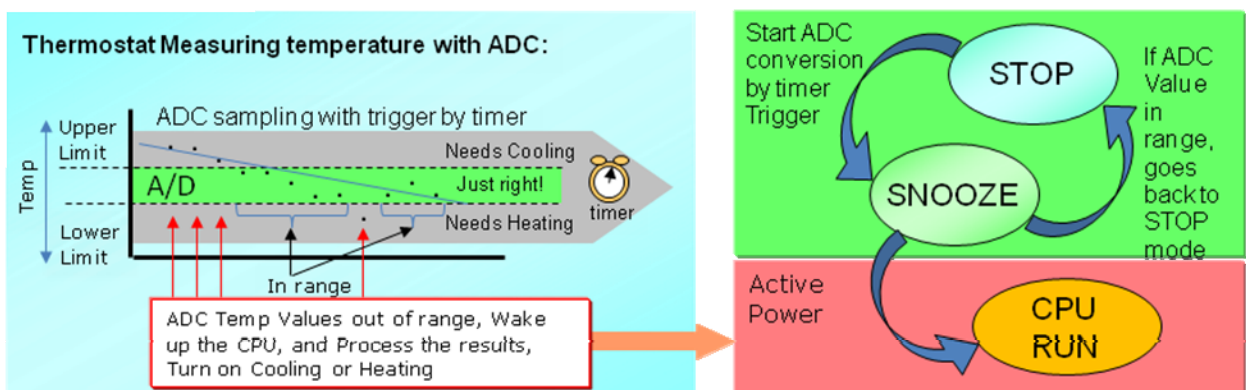 Thermostat Measuring temperature with ADC:
ADC sampling with trigger by timer
Temp
Upper
Limit
Needs Cooling
A/D
Just right!
timer
Lower
Limit
Needs Heating
In range
ADC Temp Values out of range, Wake
up the CPU, and Process the results,
Turn on Cooling or Heating
Start ADC
conversion
by timer
Trigger
STOP
If ADC
Value
in
range,
goes
back to
STOP
mode
SNOOZE
Active
Power
CPU
RUN